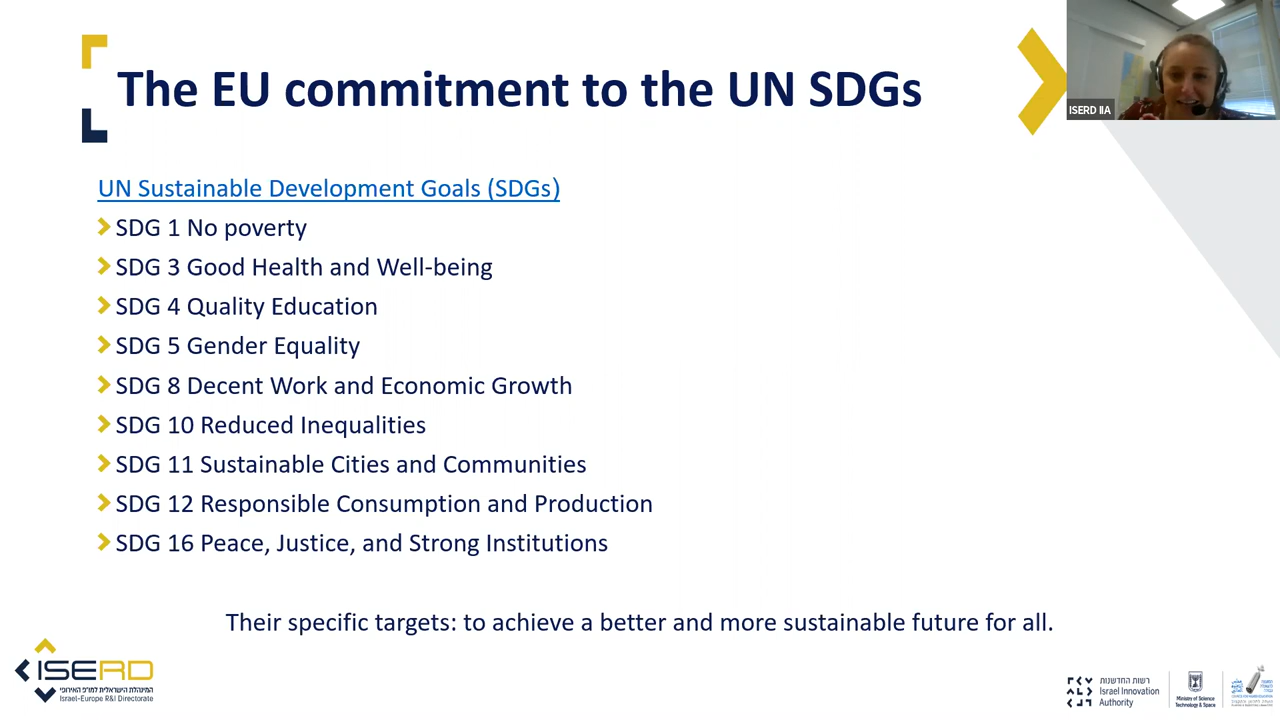 The EU commitment to the UN SDGs
ISERD IIA
UN Sustainable Development Goals (SDGs)
SDG 1 No poverty
SDG 3 Good Health and Well-being
SDG 4 Quality Education
SDG 5 Gender Equality
SDG 8 Decent Work and Economic Growth
SDG 10 Reduced Inequalities
SDG 11 Sustainable Cities and Communities
SDG 12 Responsible Consumption and Production
SDG 16 Peace, Justice, and Strong Institutions
Their specific targets: to achieve a better and more sustainable future for all.
ISERD
המינהלת הישראלית למו"פ האירופי
Israel-Europe R&I Directorate
רשות החדשנות
Israel Innovation
Authority
Ministry of Science
Technology & Space